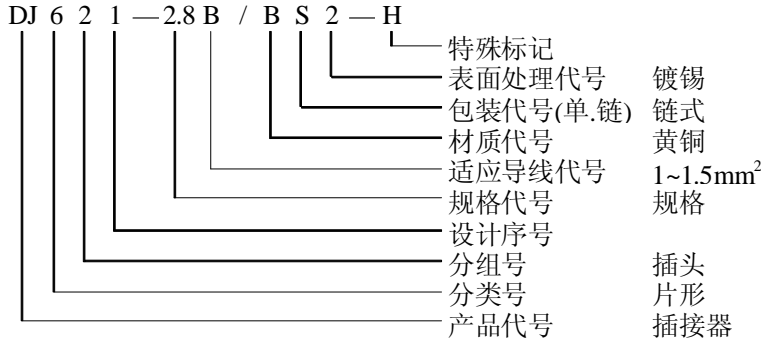 DJ 6 2 1 — 2.8 B / B S 2 — H
特殊标记
表面处理代号 镀锡
包装代号(单.链) 链式
材质代号 黄铜
适应导线代号 1~1.5mm²
规格代号 规格
设计序号
分组号 插头
分类号 片形
产品代号 插接器